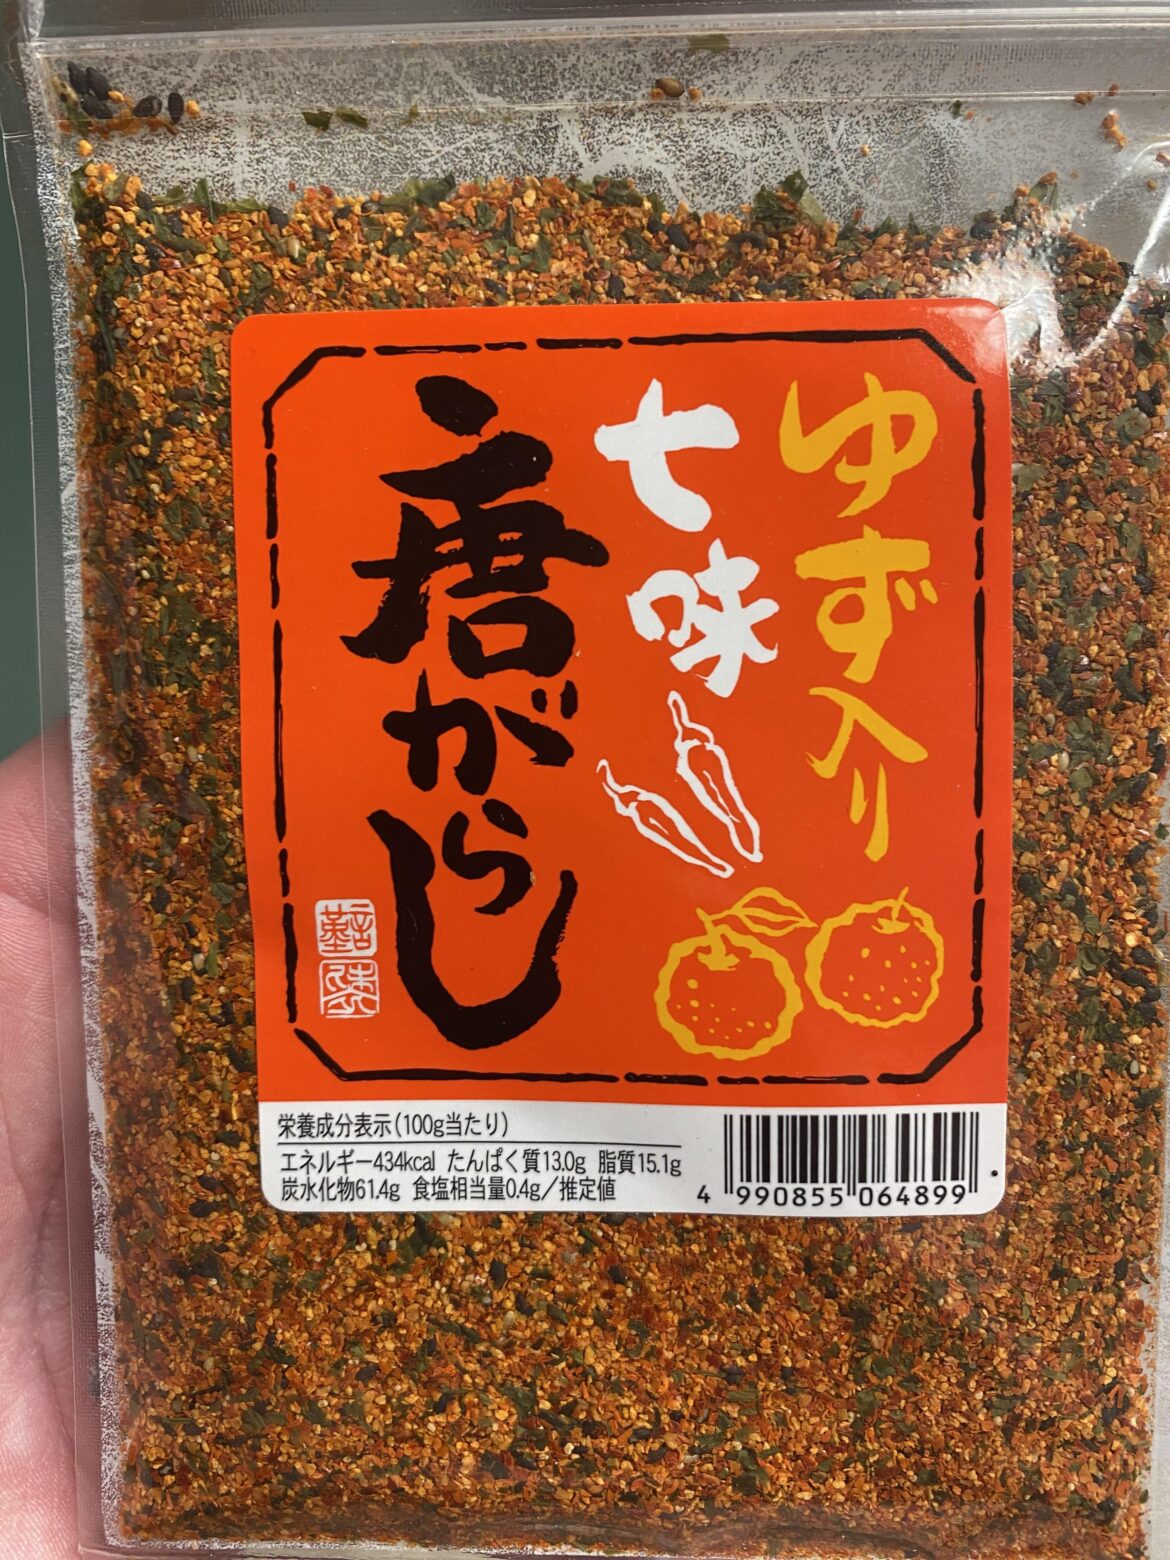 ゆず入り
七味
唐がらし
栄養成分表示(100g当たり)
エネルギー434kcal たんぱく質13.0g 脂質15.1g
炭水化物61.4g 食塩相当量0.4g/推定値
4 990855 064899